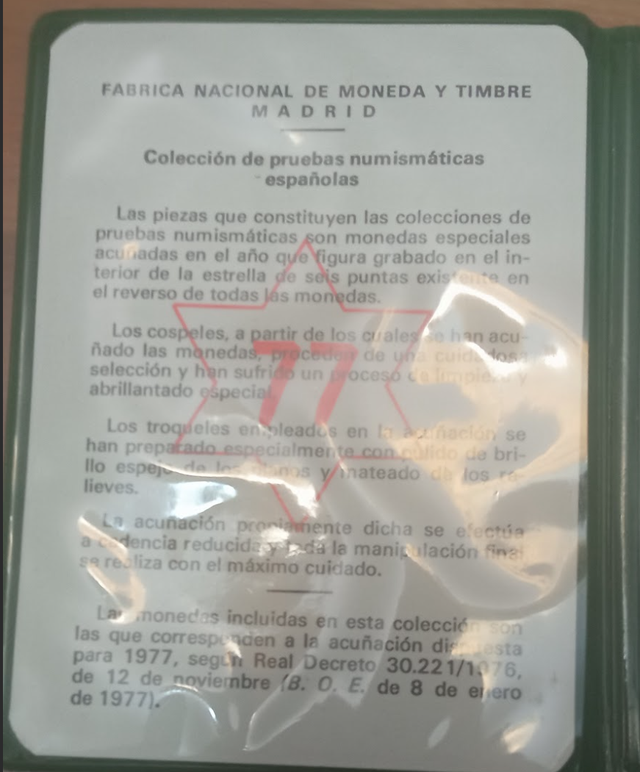 FABRICA NACIONAL DE MONEDA Y TIMBRE
MADRID
Colección de pruebas numismáticas
españolas
Las piezas que constituyen las colecciones de
pruebas numismáticas son monedas especiales
acuñadas en el año que figura grabado en el in-
terior de la estrella de seis puntas existente en
el reverso de todas las monedas.
Los cospeles, a partir de los cuales se han acu-
ñado las monedas, proceden de una cuidadosa
selección y han sufrido un proceso de limpieza y
abrillantado especial.
77
Los troqueles empleados en la acuñación se
han preparado especialmente con pulido de bri-
llo espejo de los planos y mateado de los re-
lieves.
La acuñación propiamente dicha se efectúa
a cadencia reducida y toda la manipulación final
se realiza con el máximo cuidado.
Las monedas incluidas en esta colección son
las que corresponden a la acuñación dispuesta
para 1977, según Real Decreto 30.221/1976,
de 12 de noviembre (B. O. E. de 8 de enero
de 1977).